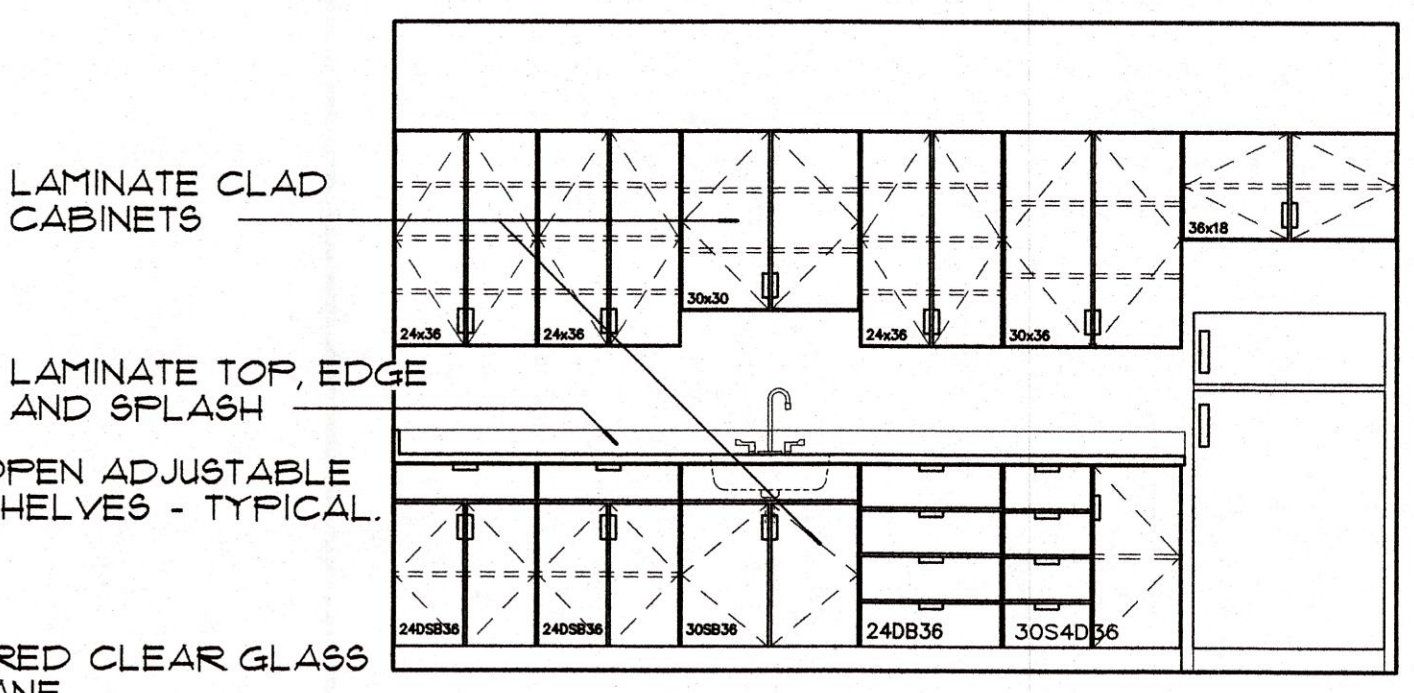 LAMINATE CLAD
CABINETS
36x18
30x30
24x36
24x36
24x36
30x36
LAMINATE TOP, EDGE
AND SPLASH
OPEN ADJUSTABLE
HELVES - TYPICAL.
24DSB36
24DSB36
30SB36
24DB36
30S4D36
RED CLEAR GLASS
ANE